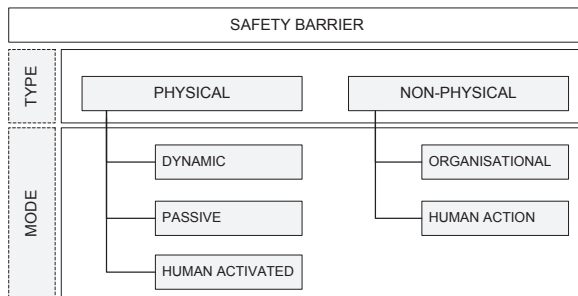 SAFETY BARRIER
TYPE
PHYSICAL
NON-PHYSICAL
MODE
DYNAMIC
ORGANISATIONAL
PASSIVE
HUMAN ACTION
HUMAN ACTIVATED